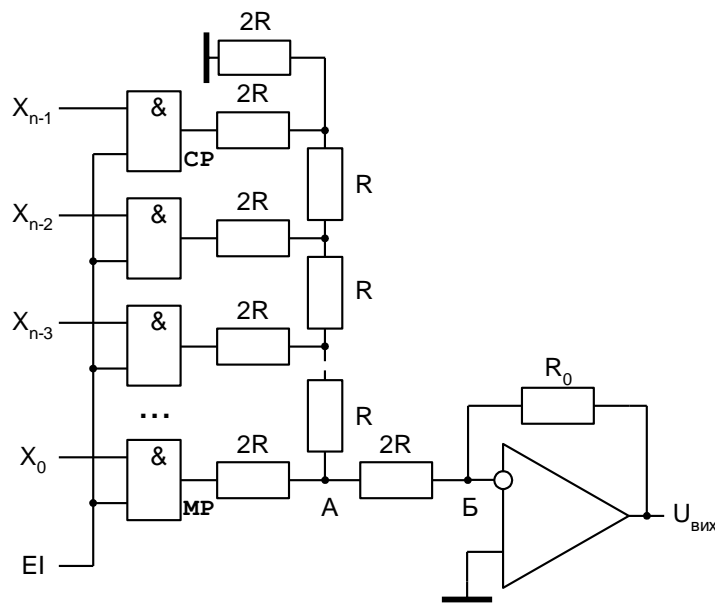 2R
2R
X n-1
&
CP
R
X n-2
&
2R
R
X n-3
&
2R
...
R
R 0
X 0
&
2R
2R
MP
A
Б
U вих
EI